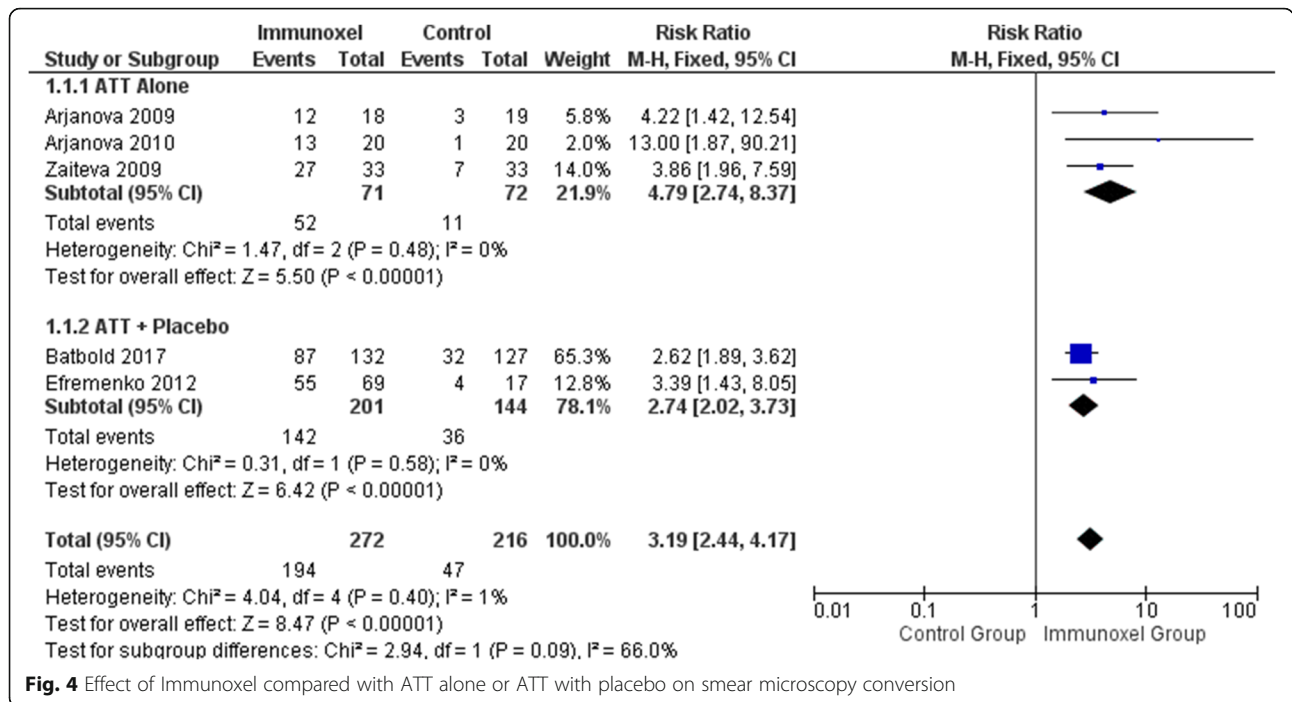 Immunoxel Control Risk Ratio Risk Ratio
Study or Subgroup Events Total Events Total Weight M-H, Fixed, 95% CI M-H, Fixed, 95% CI
1.1.1 ATT Alone
Arjanova 2009 12 18 3 19 5.8% 4.22 [1.42, 12.54]
Arjanova 2010 13 20 1 20 2.0% 13.00 [1.87, 90.21]
Zaiteva 2009 27 33 7 33 14.0% 3.86 [1.96, 7.59]
Subtotal (95% CI) 71 72 21.9% 4.79 [2.74, 8.37]
Total events 52 11
Heterogeneity: Chi² = 1.47, df = 2 (P = 0.48); I² = 0%
Test for overall effect: Z = 5.50 (P < 0.00001)
1.1.2 ATT + Placebo
Batbold 2017 87 132 32 127 65.3% 2.62 [1.89, 3.62]
Efremenko 2012 55 69 4 17 12.8% 3.39 [1.43, 8.05]
Subtotal (95% CI) 201 144 78.1% 2.74 [2.02, 3.73]
Total events 142 36
Heterogeneity: Chi² = 0.31, df = 1 (P = 0.58); I² = 0%
Test for overall effect: Z = 6.42 (P < 0.00001)
Total (95% CI) 272 216 100.0% 3.19 [2.44, 4.17]
Total events 194 47
Heterogeneity: Chi² = 4.04, df = 4 (P = 0.40); I² = 1%
Test for overall effect: Z = 8.47 (P < 0.00001)
Test for subgroup differences: Chi² = 2.94, df = 1 (P = 0.09), I² = 66.0%
0.01 0.1 1 10 100
Control Group Immunoxel Group
Fig. 4 Effect of Immunoxel compared with ATT alone or ATT with placebo on smear microscopy conversion